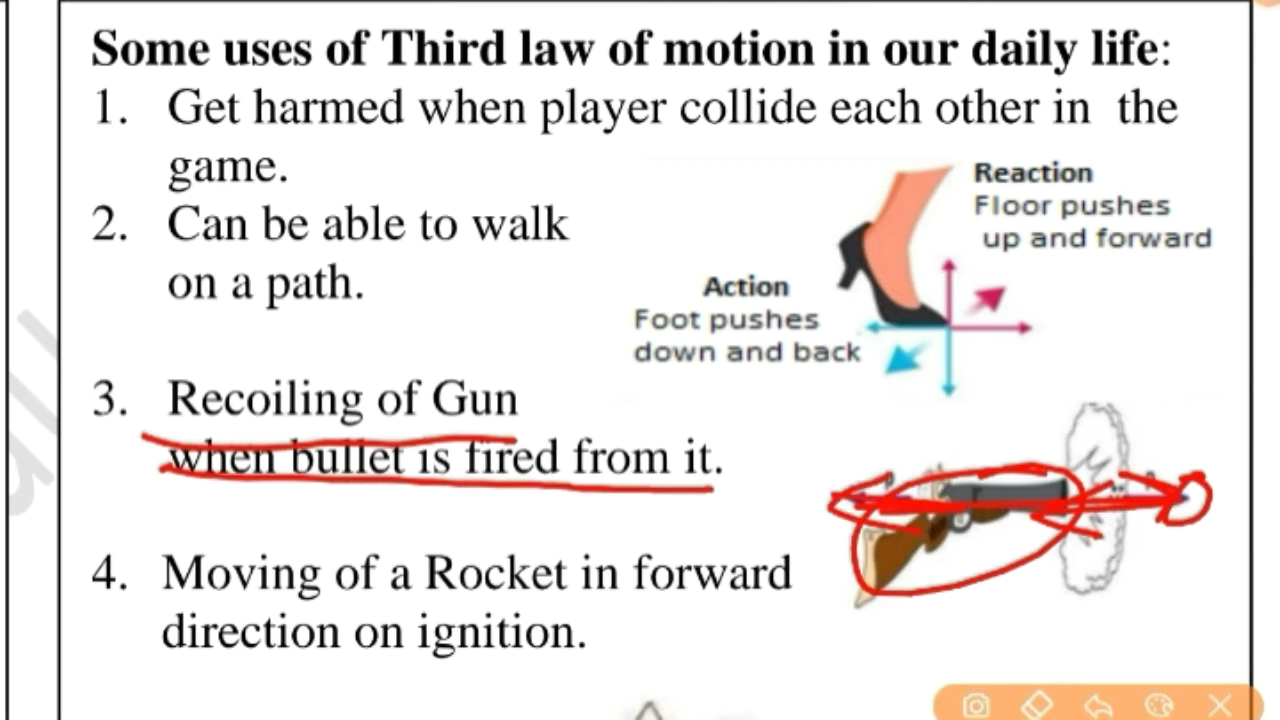 Some uses of Third law of motion in our daily life:
1. Get harmed when player collide each other in the
game.
2. Can be able to walk
on a path.
Reaction
Floor pushes
up and forward
Action
Foot pushes
down and back
3. Recoiling of Gun
when bullet is fired from it.
4. Moving of a Rocket in forward
direction on ignition.